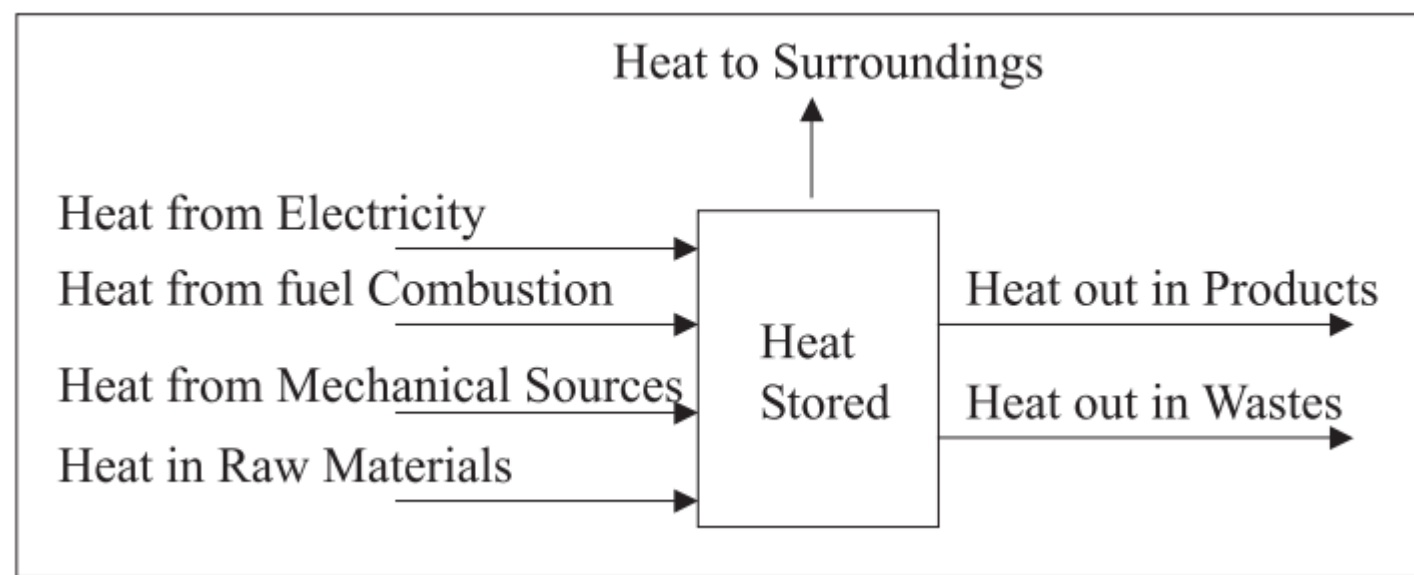 Heat to Surroundings
Heat from Electricity
Heat from fuel Combustion
Heat from Mechanical Sources
Heat in Raw Materials
Heat
Stored
Heat out in Products
Heat out in Wastes